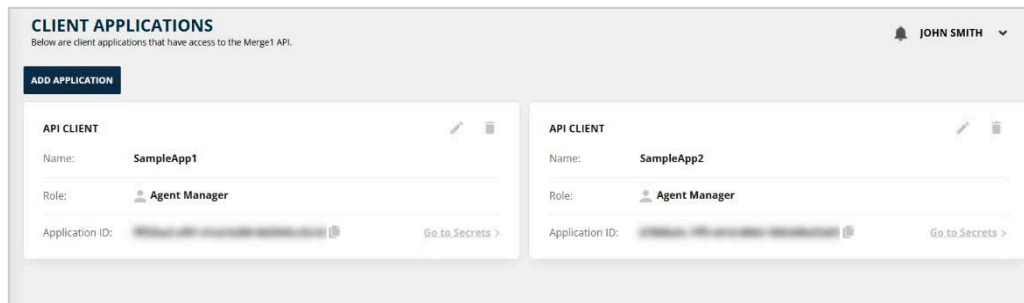 CLIENT APPLICATIONS
Below are client applications that have access to the Merge1 API.
JOHN SMITH
ADD APPLICATION
API CLIENT
Name: SampleApp1
Role: Agent Manager
Application ID:
Go to Secrets >
API CLIENT
Name: SampleApp2
Role: Agent Manager
Application ID:
Go to Secrets >